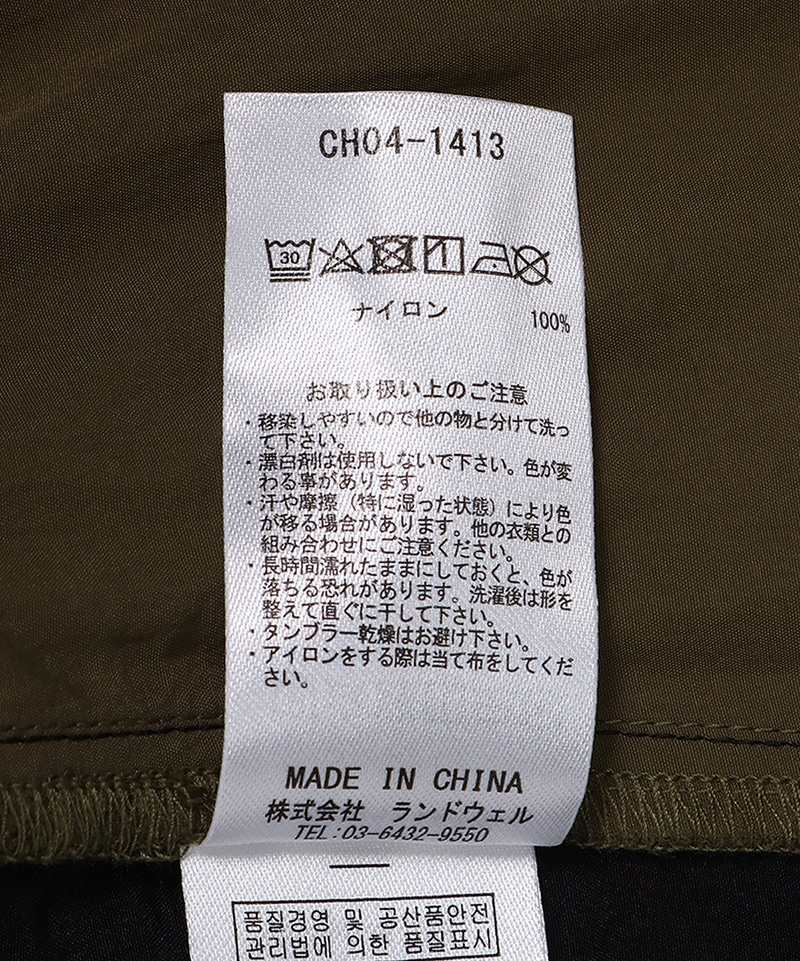 CH04-1413
30
ナイロン 100%
お取り扱い上のご注意
・移染しやすいので他の物と分けて洗っ
て下さい。
・漂白剤は使用しないで下さい。色が変
わる事があります。
・汗や摩擦（特に湿った状態）により色
が移る場合があります。他の衣類との
組み合わせにご注意ください。
・長時間濡れたままにしておくと、色が
落ちる恐れがあります。洗濯後は形を
整えて直ぐに干して下さい。
・タンブラー乾燥はお避け下さい。
・アイロンをする際は当て布をしてくだ
さい。
MADE IN CHINA
株式会社 ランドウェル
TEL:03-6432-9550
품질경영 및 공산품안전
관리법에 의한 품질표시